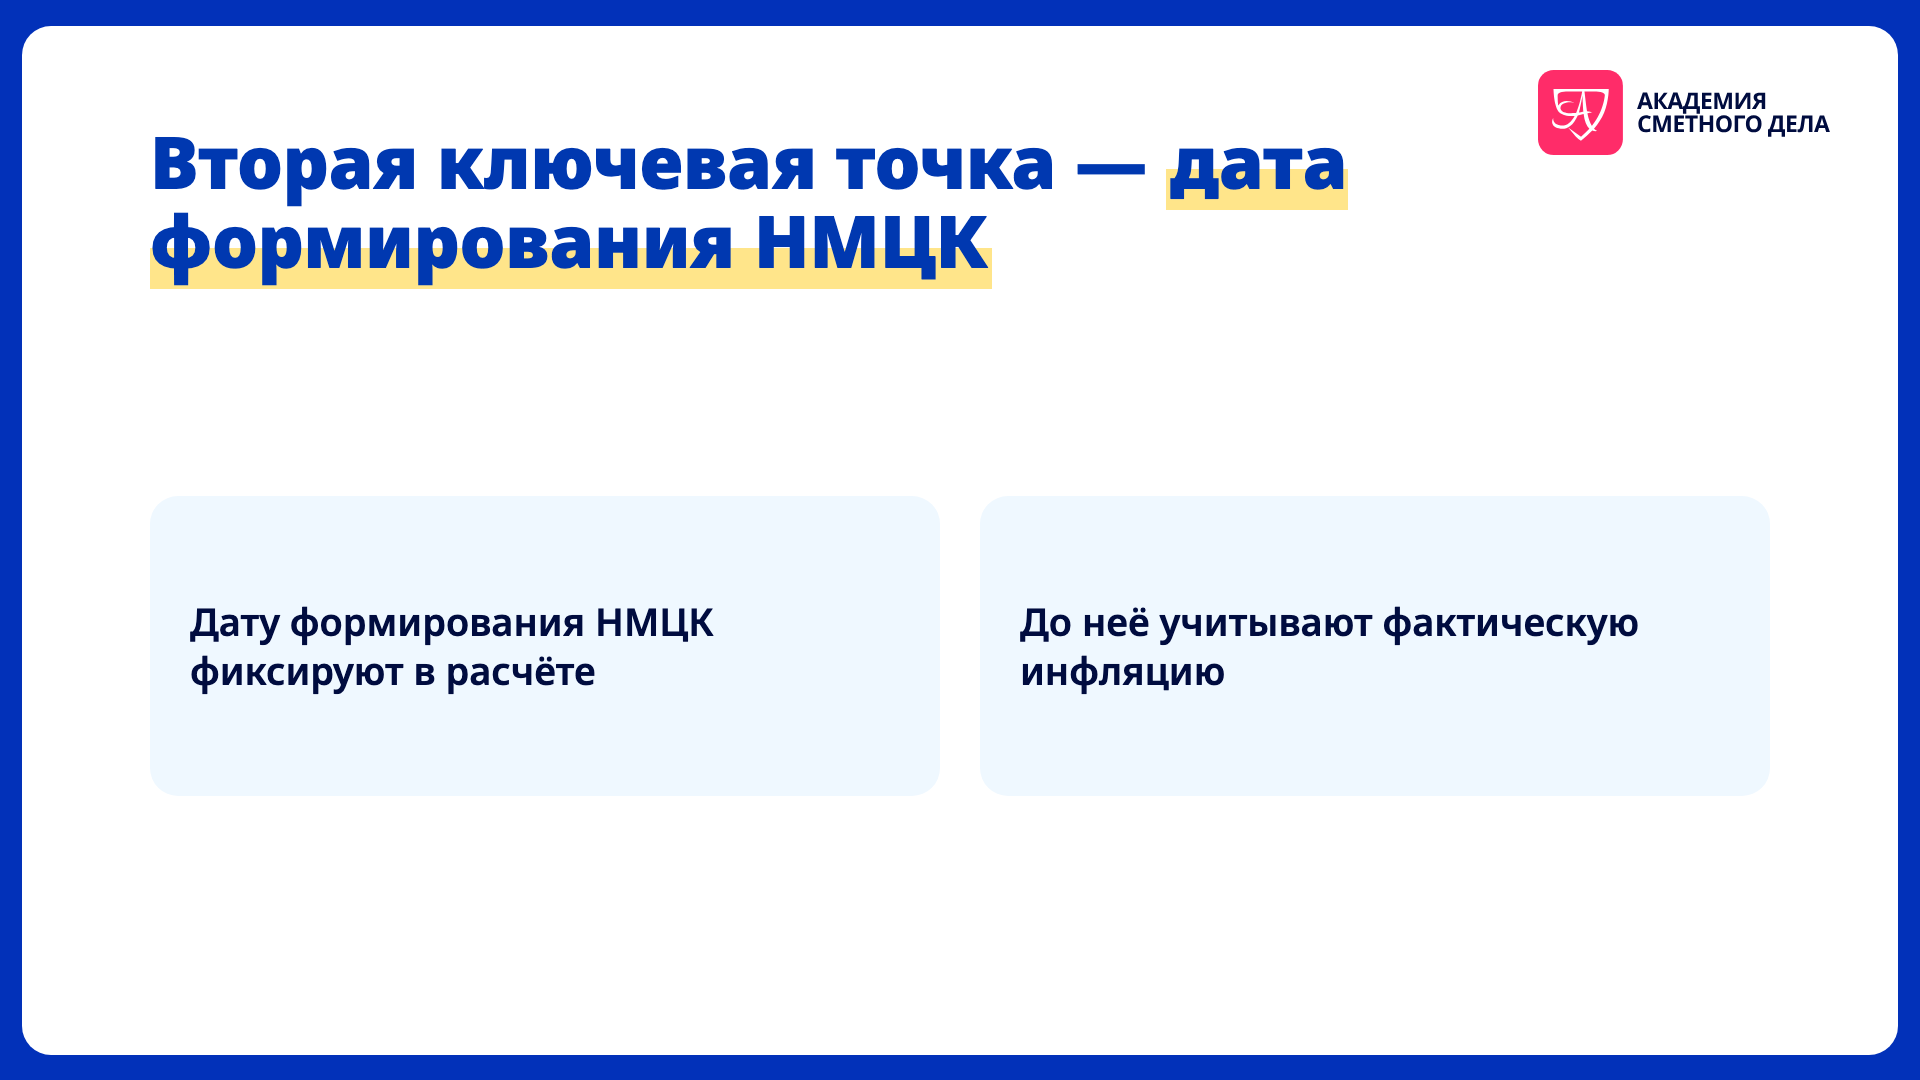 АКАДЕМИЯ
СМЕТНОГО ДЕЛА
Вторая ключевая точка — дата
формирования НМЦК
Дату формирования НМЦК
фиксируют в расчёте
До неё учитывают фактическую
инфляцию